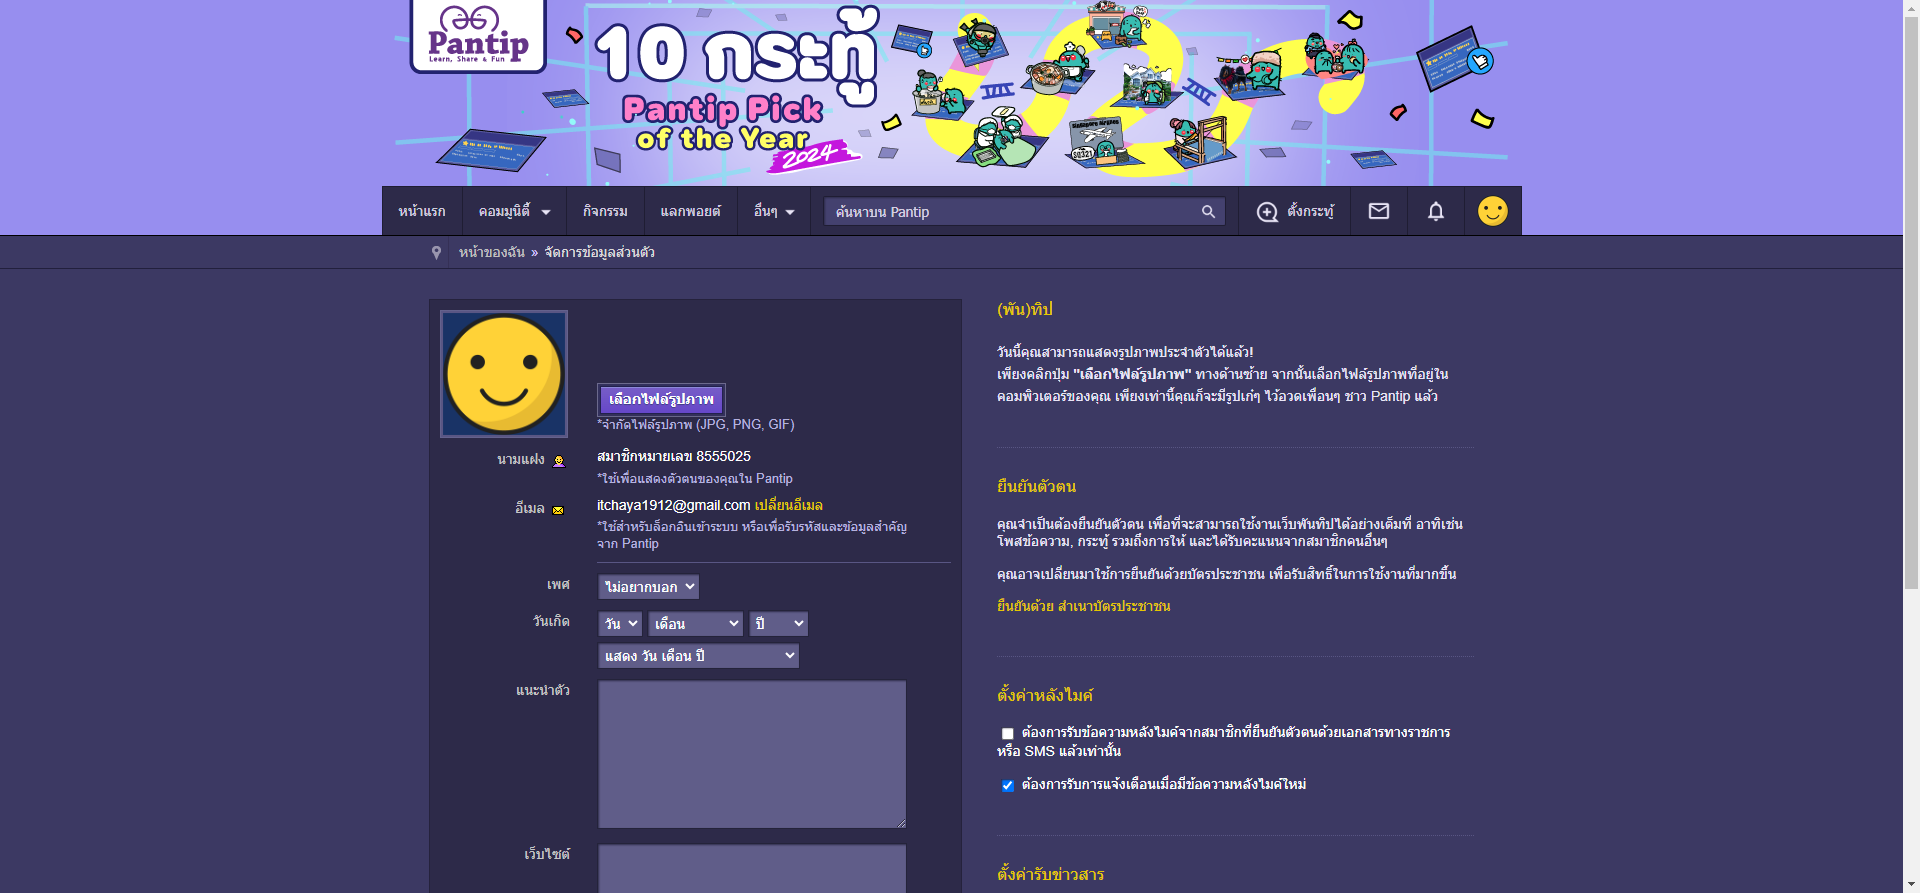 Pantip
Learn, Share & Fun
10 กระทู้
Pantip Pick
of the Year
2024
Singapore Airlines
SQ321
หน้าแรก
คอมมูนิตี้
กิจกรรม
แลกพอยต์
อื่นๆ
ค้นหาบน Pantip
ตั้งกระทู้
หน้าของฉัน » จัดการข้อมูลส่วนตัว
เลือกไฟล์รูปภาพ
*จำกัดไฟล์รูปภาพ (JPG, PNG, GIF)
นามแฝง
สมาชิกหมายเลข 8555025
*ใช้เพื่อแสดงตัวตนของคุณใน Pantip
อีเมล
itchaya1912@gmail.com เปลี่ยนอีเมล
*ใช้สำหรับล็อกอินเข้าระบบ หรือเพื่อรับรหัสและข้อมูลสำคัญ
จาก Pantip
เพศ
ไม่อยากบอก
วันเกิด
วัน
เดือน
ปี
แสดง วัน เดือน ปี
แนะนำตัว
เว็บไซต์
(พัน)ทิป
วันนี้คุณสามารถแสดงรูปภาพประจำตัวได้แล้ว!
เพียงคลิกปุ่ม "เลือกไฟล์รูปภาพ" ทางด้านซ้าย จากนั้นเลือกไฟล์รูปภาพที่อยู่ใน
คอมพิวเตอร์ของคุณ เพียงเท่านี้คุณก็จะมีรูปเก๋ๆ ไว้อวดเพื่อนๆ ชาว Pantip แล้ว
ยืนยันตัวตน
คุณจำเป็นต้องยืนยันตัวตน เพื่อที่จะสามารถใช้งานเว็บพันทิปได้อย่างเต็มที่ อาทิเช่น
โพสข้อความ, กระทู้ รวมถึงการให้ และได้รับคะแนนจากสมาชิกคนอื่นๆ
คุณอาจเปลี่ยนมาใช้การยืนยันด้วยบัตรประชาชน เพื่อรับสิทธิ์ในการใช้งานที่มากขึ้น
ยืนยันด้วย สำเนาบัตรประชาชน
ตั้งค่าหลังไมค์
ต้องการรับข้อความหลังไมค์จากสมาชิกที่ยืนยันตัวตนด้วยเอกสารทางราชการ
หรือ SMS แล้วเท่านั้น
ต้องการรับการแจ้งเตือนเมื่อมีข้อความหลังไมค์ใหม่
ตั้งค่ารับข่าวสาร